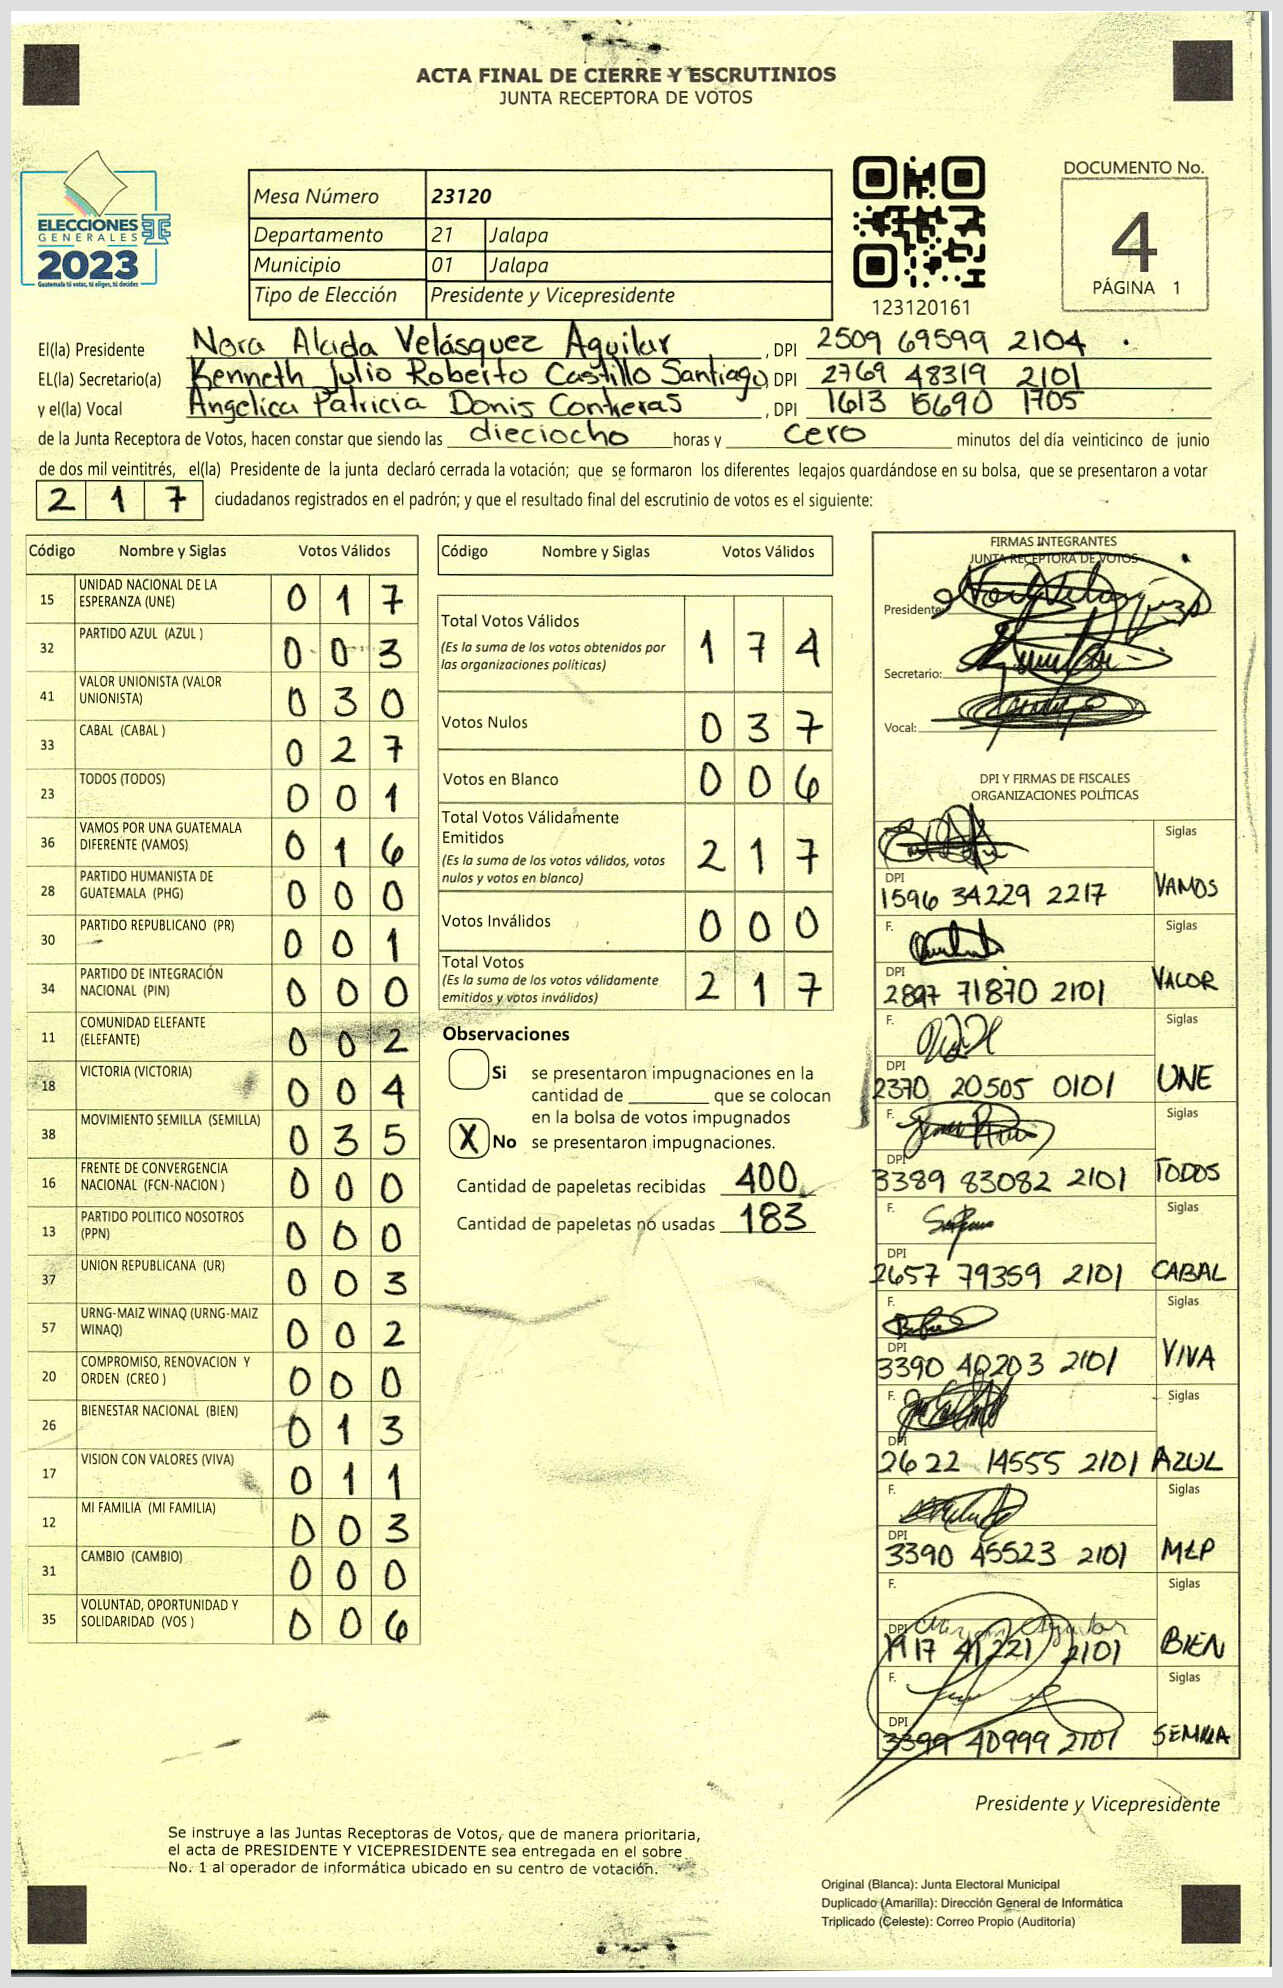 ACTA FINAL DE CIERRE Y ESCRUTINIOS
JUNTA RECEPTORA DE VOTOS
ELECCIONES
GENERALES
2023
Guatemala tú votas, tú eliges, tú decides
Mesa Número 23120
Departamento 21 Jalapa
Municipio 01 Jalapa
Tipo de Elección Presidente y Vicepresidente
123120161
DOCUMENTO No.
4
PÁGINA 1
El(la) Presidente Nora Alcida Velásquez Aguilar , DPI 2509 69599 2104
EL(la) Secretario(a) Kenneth Julio Roberto Castillo Santiago, DPI 2769 48319 2101
y el(la) Vocal Angelica Patricia Donis Contreras , DPI 1613 15690 1705
de la Junta Receptora de Votos, hacen constar que siendo las dieciocho horas y cero minutos del día veinticinco de junio
de dos mil veintitrés, el(la) Presidente de la junta declaró cerrada la votación; que se formaron los diferentes legajos guardándose en su bolsa, que se presentaron a votar
2 1 7 ciudadanos registrados en el padrón; y que el resultado final del escrutinio de votos es el siguiente:
Código Nombre y Siglas Votos Válidos
15 UNIDAD NACIONAL DE LA ESPERANZA (UNE) 0 1 7
32 PARTIDO AZUL (AZUL ) 0 0 3
41 VALOR UNIONISTA (VALOR UNIONISTA) 0 3 0
33 CABAL (CABAL ) 0 2 7
23 TODOS (TODOS) 0 0 1
36 VAMOS POR UNA GUATEMALA DIFERENTE (VAMOS) 0 1 6
28 PARTIDO HUMANISTA DE GUATEMALA (PHG) 0 0 0
30 PARTIDO REPUBLICANO (PR) 0 0 1
34 PARTIDO DE INTEGRACIÓN NACIONAL (PIN) 0 0 0
11 COMUNIDAD ELEFANTE (ELEFANTE) 0 0 2
18 VICTORIA (VICTORIA) 0 0 4
38 MOVIMIENTO SEMILLA (SEMILLA) 0 3 5
16 FRENTE DE CONVERGENCIA NACIONAL (FCN-NACION ) 0 0 0
13 PARTIDO POLITICO NOSOTROS (PPN) 0 0 0
37 UNION REPUBLICANA (UR) 0 0 3
57 URNG-MAIZ WINAQ (URNG-MAIZ WINAQ) 0 0 2
20 COMPROMISO, RENOVACION Y ORDEN (CREO ) 0 0 0
26 BIENESTAR NACIONAL (BIEN) 0 1 3
17 VISION CON VALORES (VIVA) 0 1 1
12 MI FAMILIA (MI FAMILIA) 0 0 3
31 CAMBIO (CAMBIO) 0 0 0
35 VOLUNTAD, OPORTUNIDAD Y SOLIDARIDAD (VOS ) 0 0 6
Código Nombre y Siglas Votos Válidos
Total Votos Válidos 1 7 4
(Es la suma de los votos obtenidos por
las organizaciones políticas)
Votos Nulos 0 3 7
Votos en Blanco 0 0 6
Total Votos Válidamente
Emitidos 2 1 7
(Es la suma de los votos válidos, votos
nulos y votos en blanco)
Votos Inválidos 0 0 0
Total Votos 2 1 7
(Es la suma de los votos válidamente
emitidos y votos inválidos)
Observaciones
Si se presentaron impugnaciones en la
cantidad de ________ que se colocan
en la bolsa de votos impugnados
X No se presentaron impugnaciones.
Cantidad de papeletas recibidas 400
Cantidad de papeletas no usadas 183
FIRMAS INTEGRANTES
JUNTA RECEPTORA DE VOTOS
Presidente:
Secretario:
Vocal:
DPI Y FIRMAS DE FISCALES
ORGANIZACIONES POLÍTICAS
Siglas
DPI
1596 34229 2217 VAMOS
F. Siglas
DPI
2897 71870 2101 VALOR
F. Siglas
DPI
2370 20505 0101 UNE
F. Siglas
DPI
3389 83082 2101 TODOS
F. Siglas
DPI
2657 79359 2101 CABAL
F. Siglas
DPI
3390 40203 2101 VIVA
F. Siglas
DPI
2622 14555 2101 AZUL
F. Siglas
DPI
3390 45523 2101 MLP
F. Siglas
DPI
1917 41221 2101 BIEN
F. Siglas
DPI
3399 40999 2101 SEMILLA
Presidente y Vicepresidente
Se instruye a las Juntas Receptoras de Votos, que de manera prioritaria,
el acta de PRESIDENTE Y VICEPRESIDENTE sea entregada en el sobre
No. 1 al operador de informática ubicado en su centro de votación.
Original (Blanca): Junta Electoral Municipal
Duplicado (Amarilla): Dirección General de Informática
Triplicado (Celeste): Correo Propio (Auditoría)